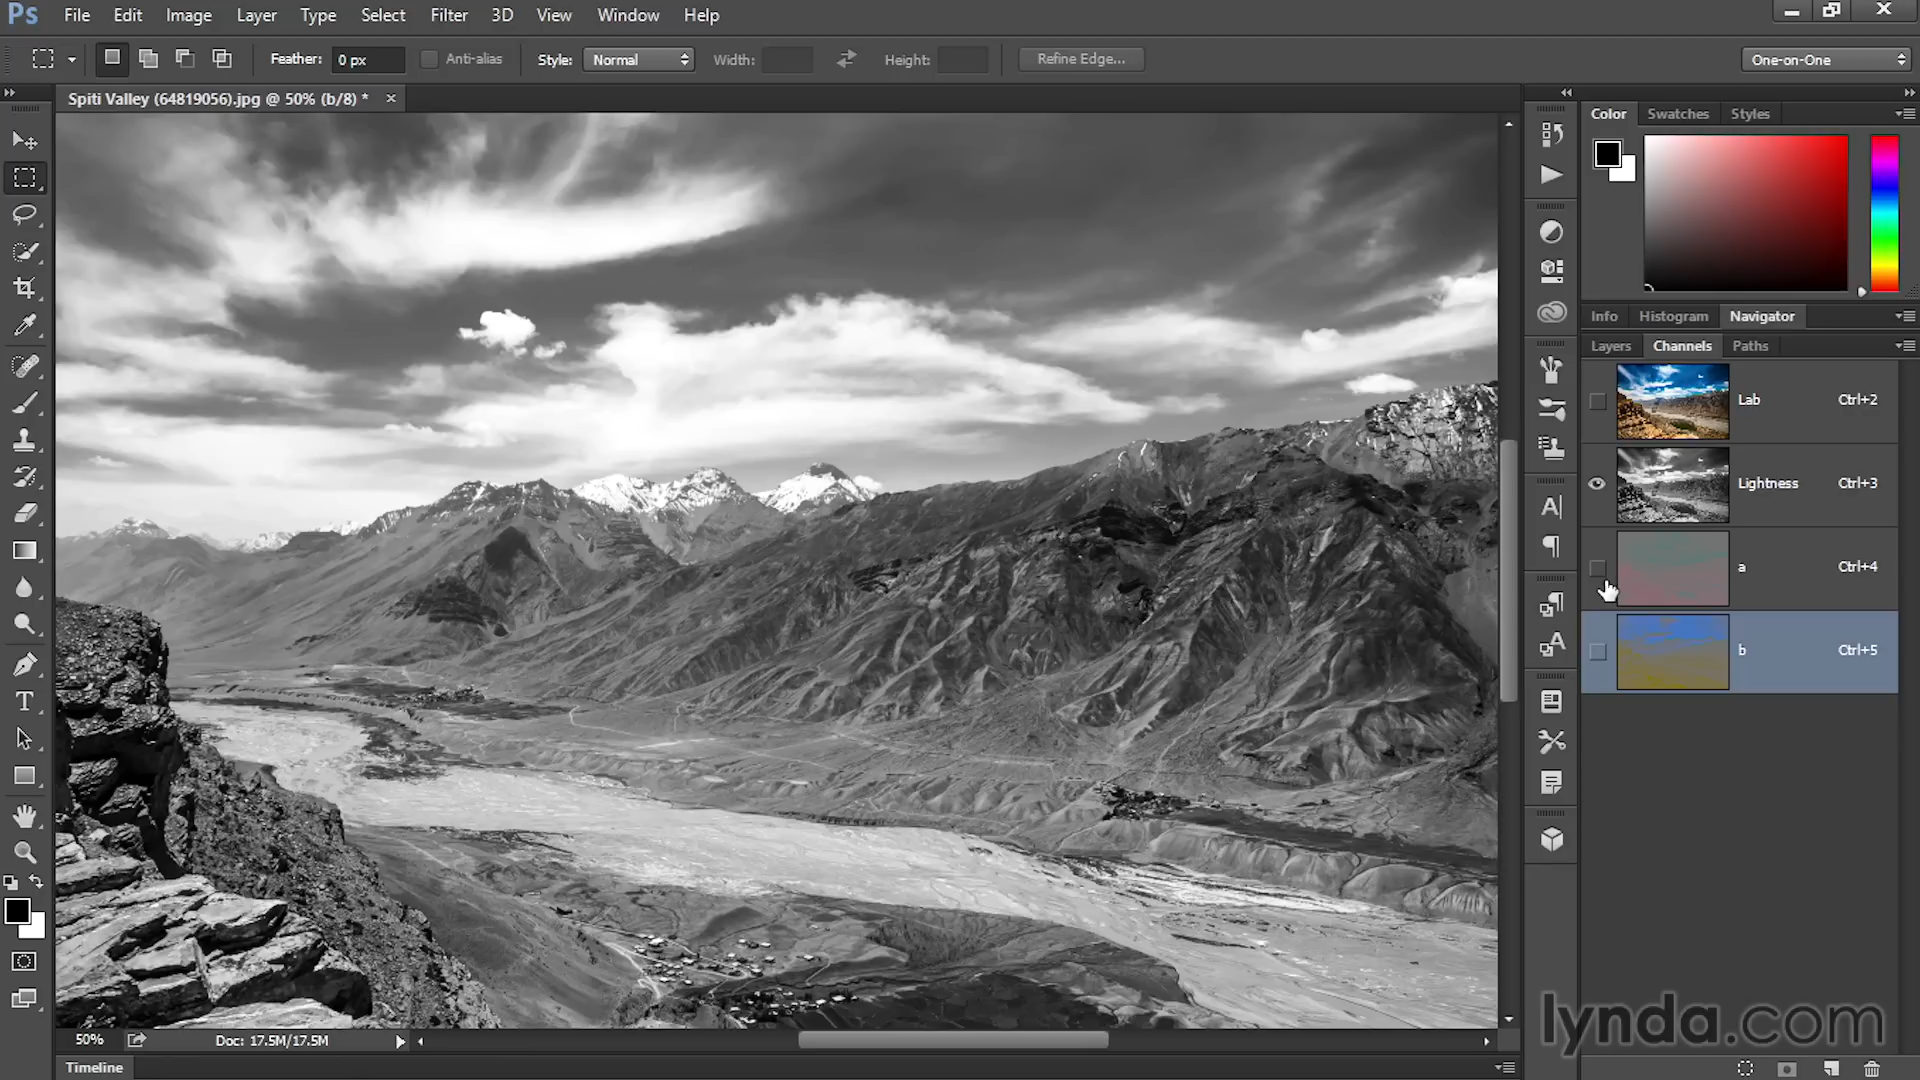 Ps File Edit Image Layer Type Select Filter 3D View Window Help
Feather: 0 px Anti-alias Style: Normal Width: Height: Refine Edge... One-on-One
Spiti Valley (64819056).jpg @ 50% (b/8) * ×
Color Swatches Styles
Info Histogram Navigator
Layers Channels Paths
Lab Ctrl+2
Lightness Ctrl+3
a Ctrl+4
b Ctrl+5
lynda.com
50% Doc: 17.5M/17.5M
Timeline